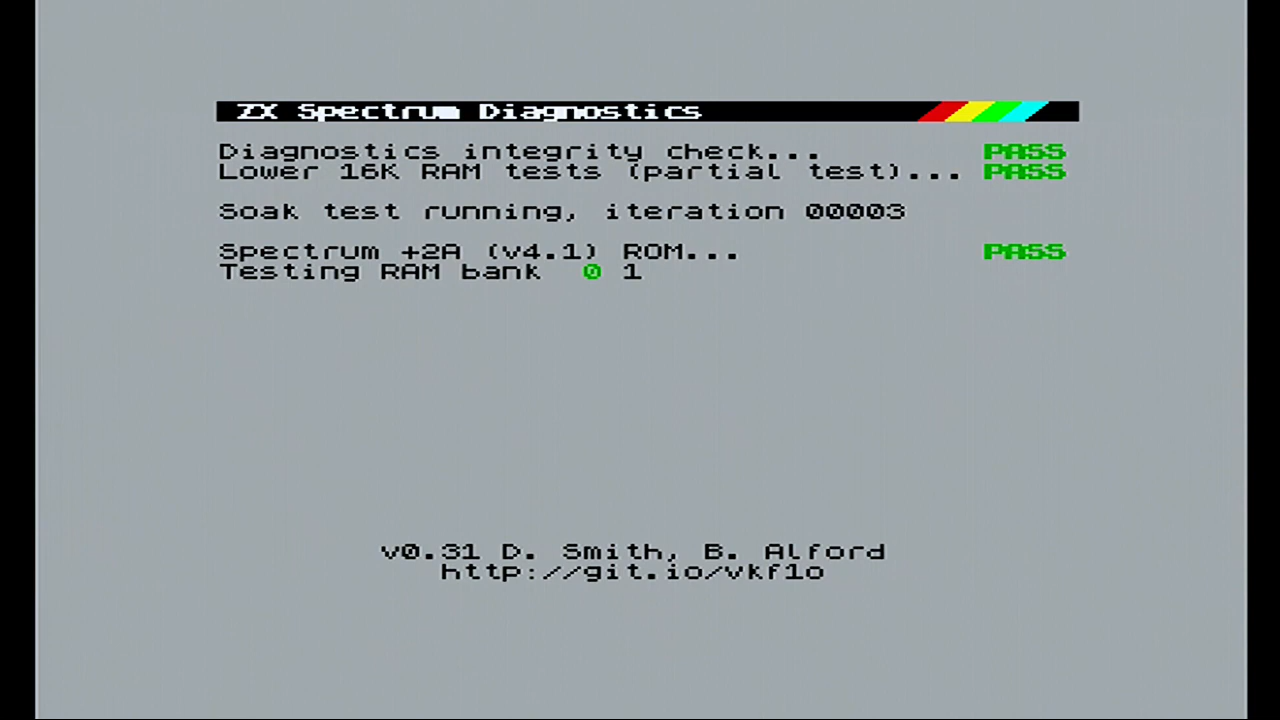 ZX Spectrum Diagnostics
Diagnostics integrity check... PASS
Lower 16K RAM tests (partial test)... PASS
Soak test running, iteration 00003
Spectrum +2A (v4.1) ROM... PASS
Testing RAM bank 0 1
v0.31 D. Smith, B. Alford
http://git.io/vkf1o